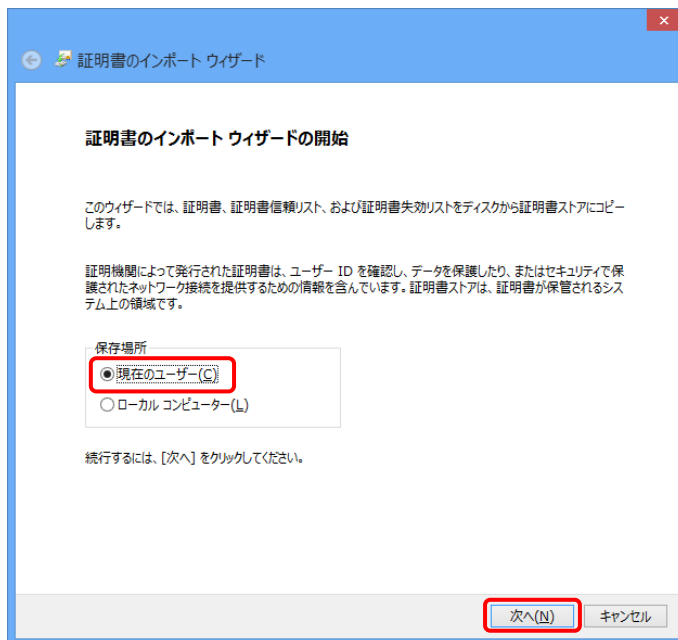 証明書のインポート ウィザード
証明書のインポート ウィザードの開始
このウィザードでは、証明書、証明書信頼リスト、および証明書失効リストをディスクから証明書ストアにコピー
します。
証明機関によって発行された証明書は、ユーザー ID を確認し、データを保護したり、またはセキュリティで保
護されたネットワーク接続を提供するための情報を含んでいます。証明書ストアは、証明書が保管されるシス
テム上の領域です。
保存場所
現在のユーザー(C)
ローカル コンピューター(L)
続行するには、[次へ] をクリックしてください。
次へ(N) キャンセル